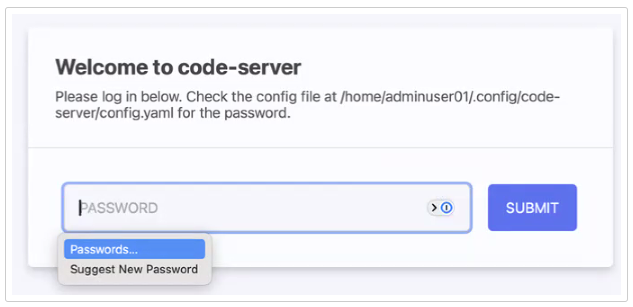 Welcome to code-server
Please log in below. Check the config file at /home/adminuser01/.config/code-
server/config.yaml for the password.
PASSWORD
SUBMIT
Passwords...
Suggest New Password